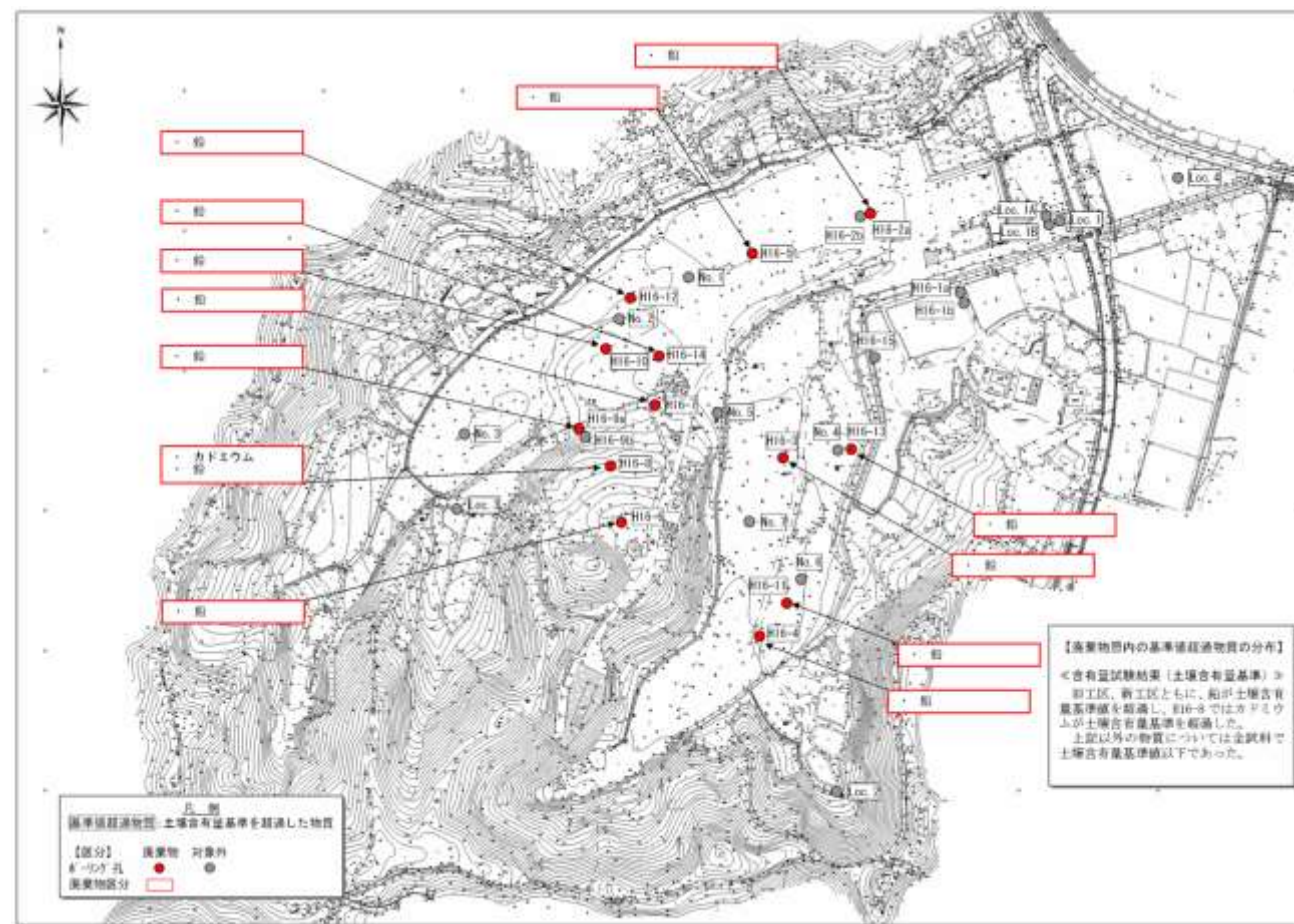 N
・ 鉛
・ 鉛
・ 鉛
・ 鉛
・ 鉛
・ 鉛
・ 鉛
・ カドミウム
・ 鉛
・ 鉛
Loc. 4
Loc. 1A
Loc. 1
Loc. 1B
H16-2b
H16-2a
H16-5
No. 1
H16-1a
H16-1b
H16-12
No. 2
H16-15
H16-10
H16-14
H16-7
No. 5
H16-9a
H16-9b
No. 3
H16-3
No. 4
H16-13
H16-8
No. 7
No. 6
H16-4
・ 鉛
・ 鉛
・ 鉛
・ 鉛
【廃棄物層内の基準値超過物質の分布】
≪含有量試験結果(土壌含有量基準)≫
旧工区、新工区ともに、鉛が土壌含有
量基準値を超過し、H16-8ではカドミウ
ムが土壌含有量基準を超過した。
上記以外の物質については全試料で
土壌含有量基準値以下であった。
凡 例
基準値超過物質:土壌含有量基準を超過した物質
【区分】 廃棄物 対象外
ボーリング孔
廃棄物区分